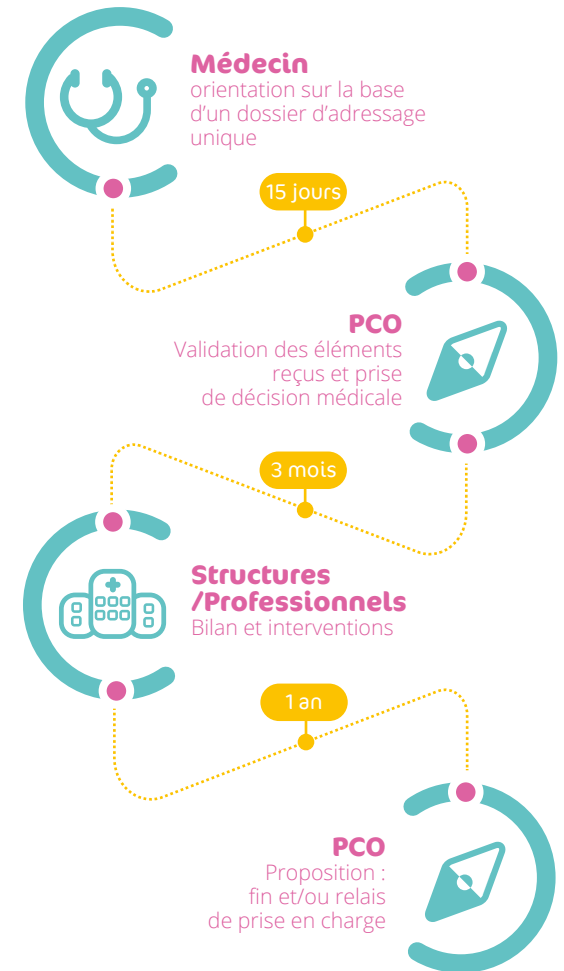 Médecin
orientation sur la base
d'un dossier d'adressage
unique
15 jours
PCO
Validation des éléments
reçus et prise
de décision médicale
3 mois
Structures
/Professionnels
Bilan et interventions
1 an
PCO
Proposition :
fin et/ou relais
de prise en charge